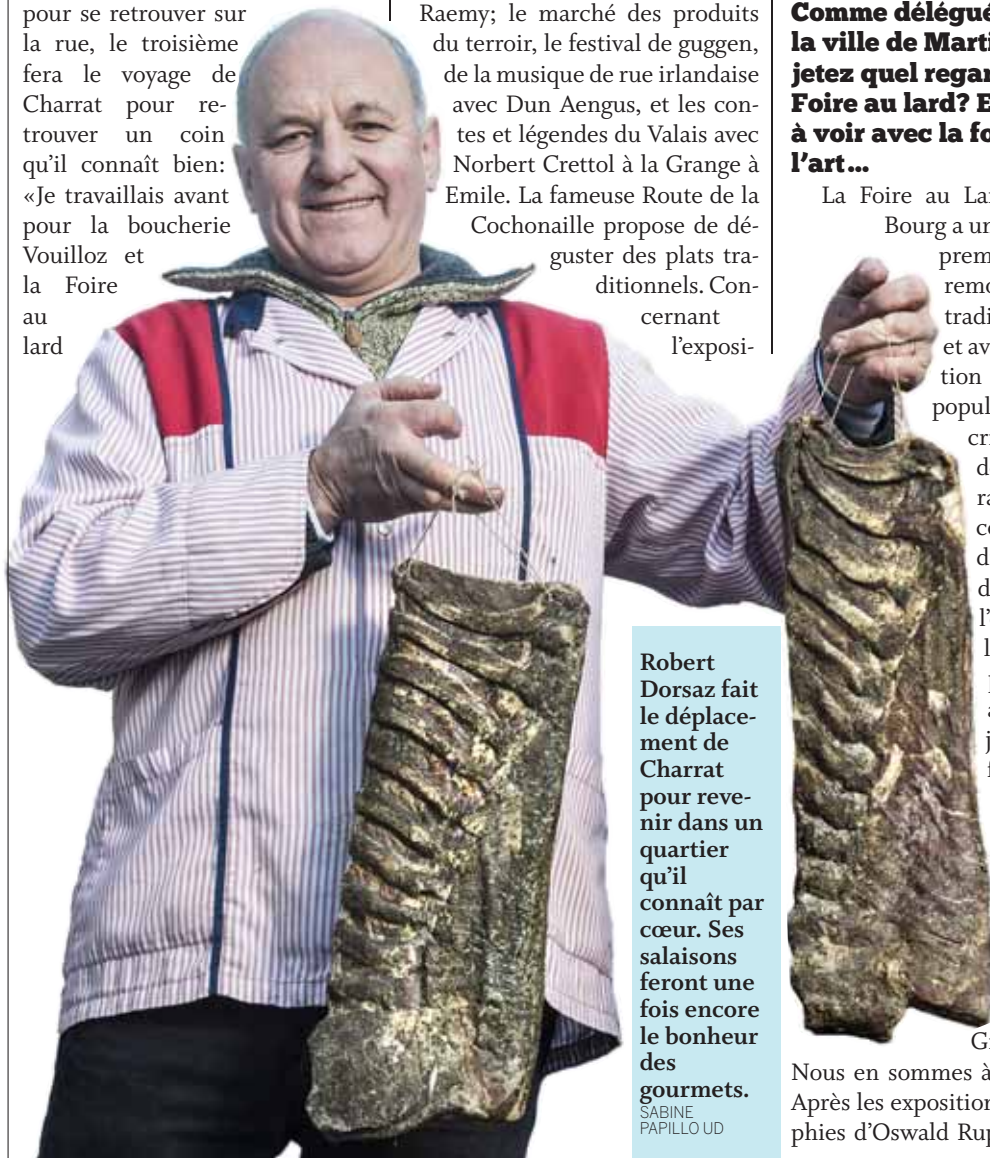 pour se retrouver sur
la rue, le troisième
fera le voyage de
Charrat pour re-
trouver un coin
qu'il connaît bien:
«Je travaillais avant
pour la boucherie
Vouilloz et
la Foire
au
lard
Raemy; le marché des produits
du terroir, le festival de guggen,
de la musique de rue irlandaise
avec Dun Aengus, et les con-
tes et légendes du Valais avec
Norbert Crettol à la Grange à
Emile. La fameuse Route de la
Cochonaille propose de dé-
guster des plats tra-
ditionnels. Con-
cernant
l'exposi-
Robert
Dorsaz fait
le déplace-
ment de
Charrat
pour reve-
nir dans un
quartier
qu'il
connaît par
cœur. Ses
salaisons
feront une
fois encore
le bonheur
des
gourmets.
SABINE
PAPILLOUD
Comme délégué
la ville de Marti
jetez quel regar
Foire au lard? E
à voir avec la fo
l'art...
La Foire au La
Bourg a un
prem
remo
tradi
et av
tion
popul
cr
d
ra
c
d
d
l'
l
j
f
G
Nous en sommes à
Après les exposition
phies d'Oswald Rup